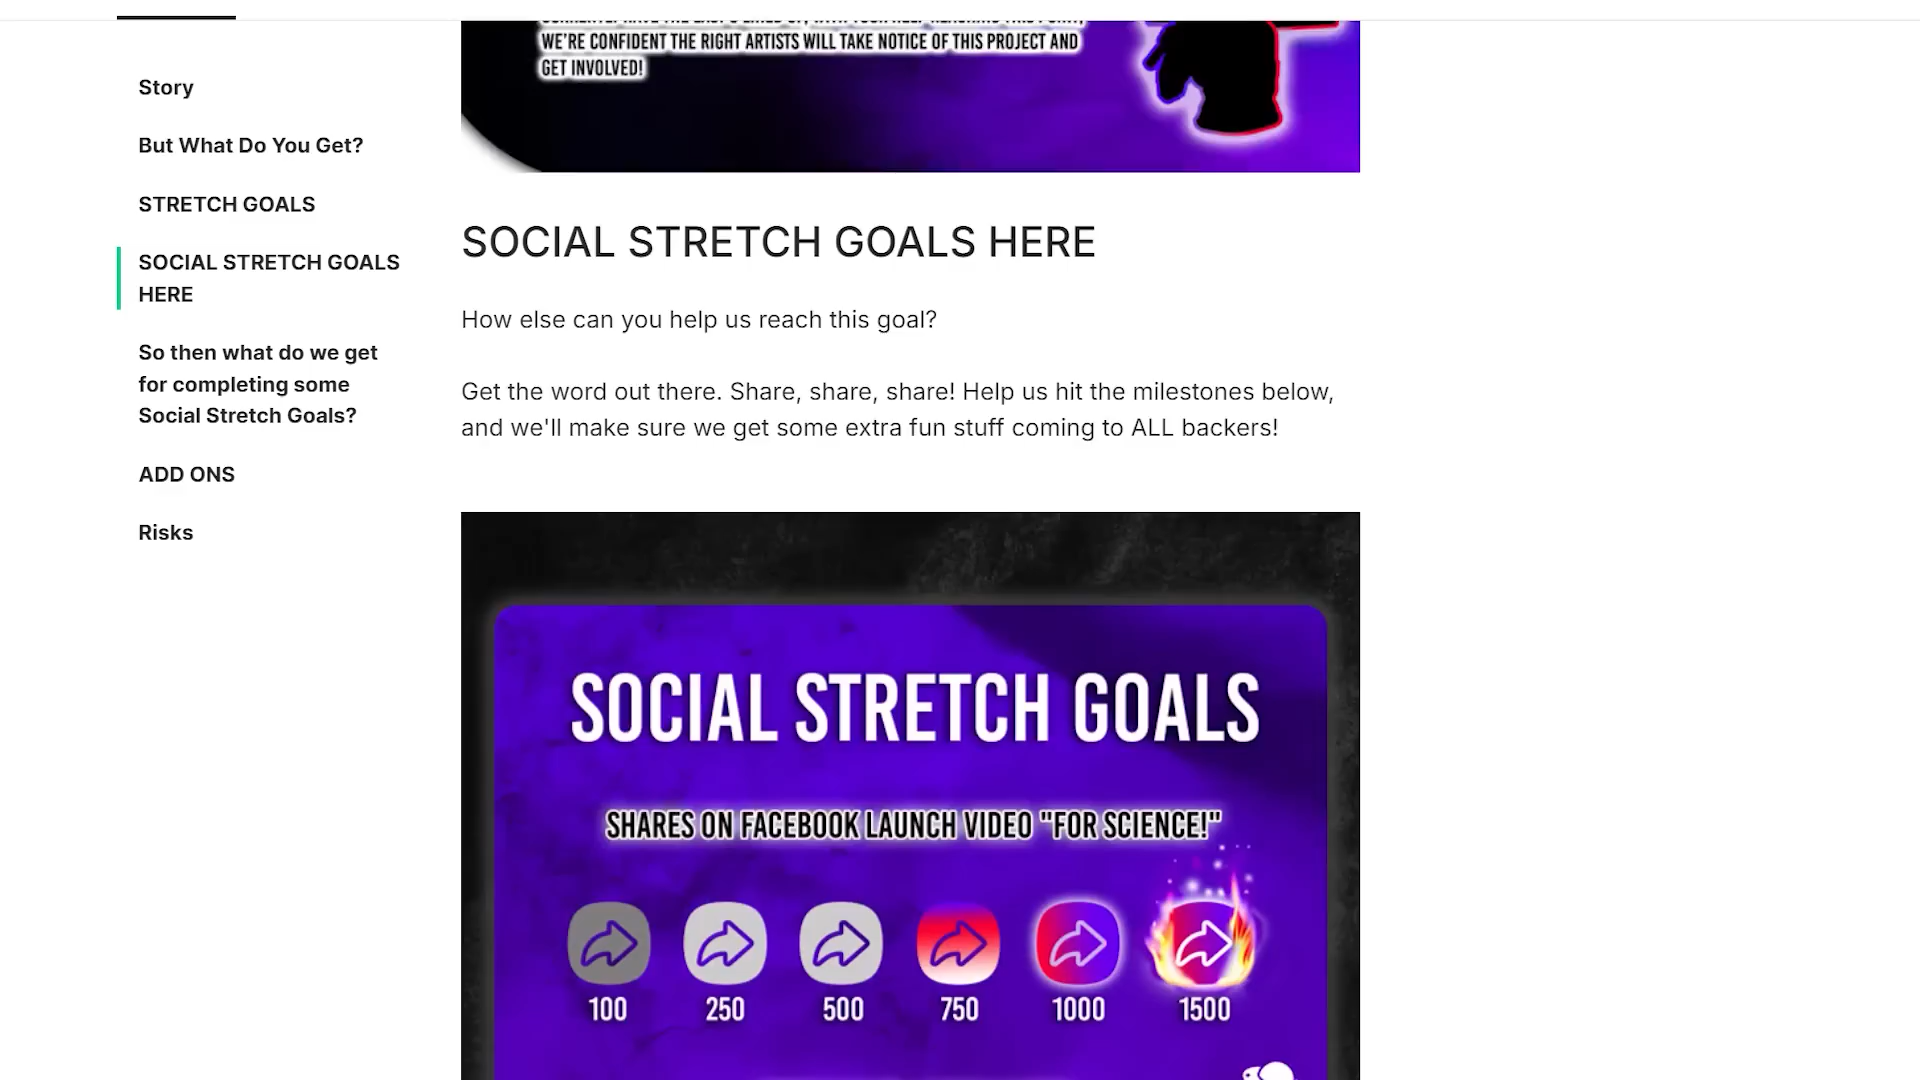 Story
But What Do You Get?
STRETCH GOALS
SOCIAL STRETCH GOALS
HERE
So then what do we get
for completing some
Social Stretch Goals?
ADD ONS
Risks
WE'RE CONFIDENT THE RIGHT ARTISTS WILL TAKE NOTICE OF THIS PROJECT AND
GET INVOLVED!
SOCIAL STRETCH GOALS HERE
How else can you help us reach this goal?
Get the word out there. Share, share, share! Help us hit the milestones below,
and we'll make sure we get some extra fun stuff coming to ALL backers!
SOCIAL STRETCH GOALS
SHARES ON FACEBOOK LAUNCH VIDEO "FOR SCIENCE!"
100 250 500 750 1000 1500